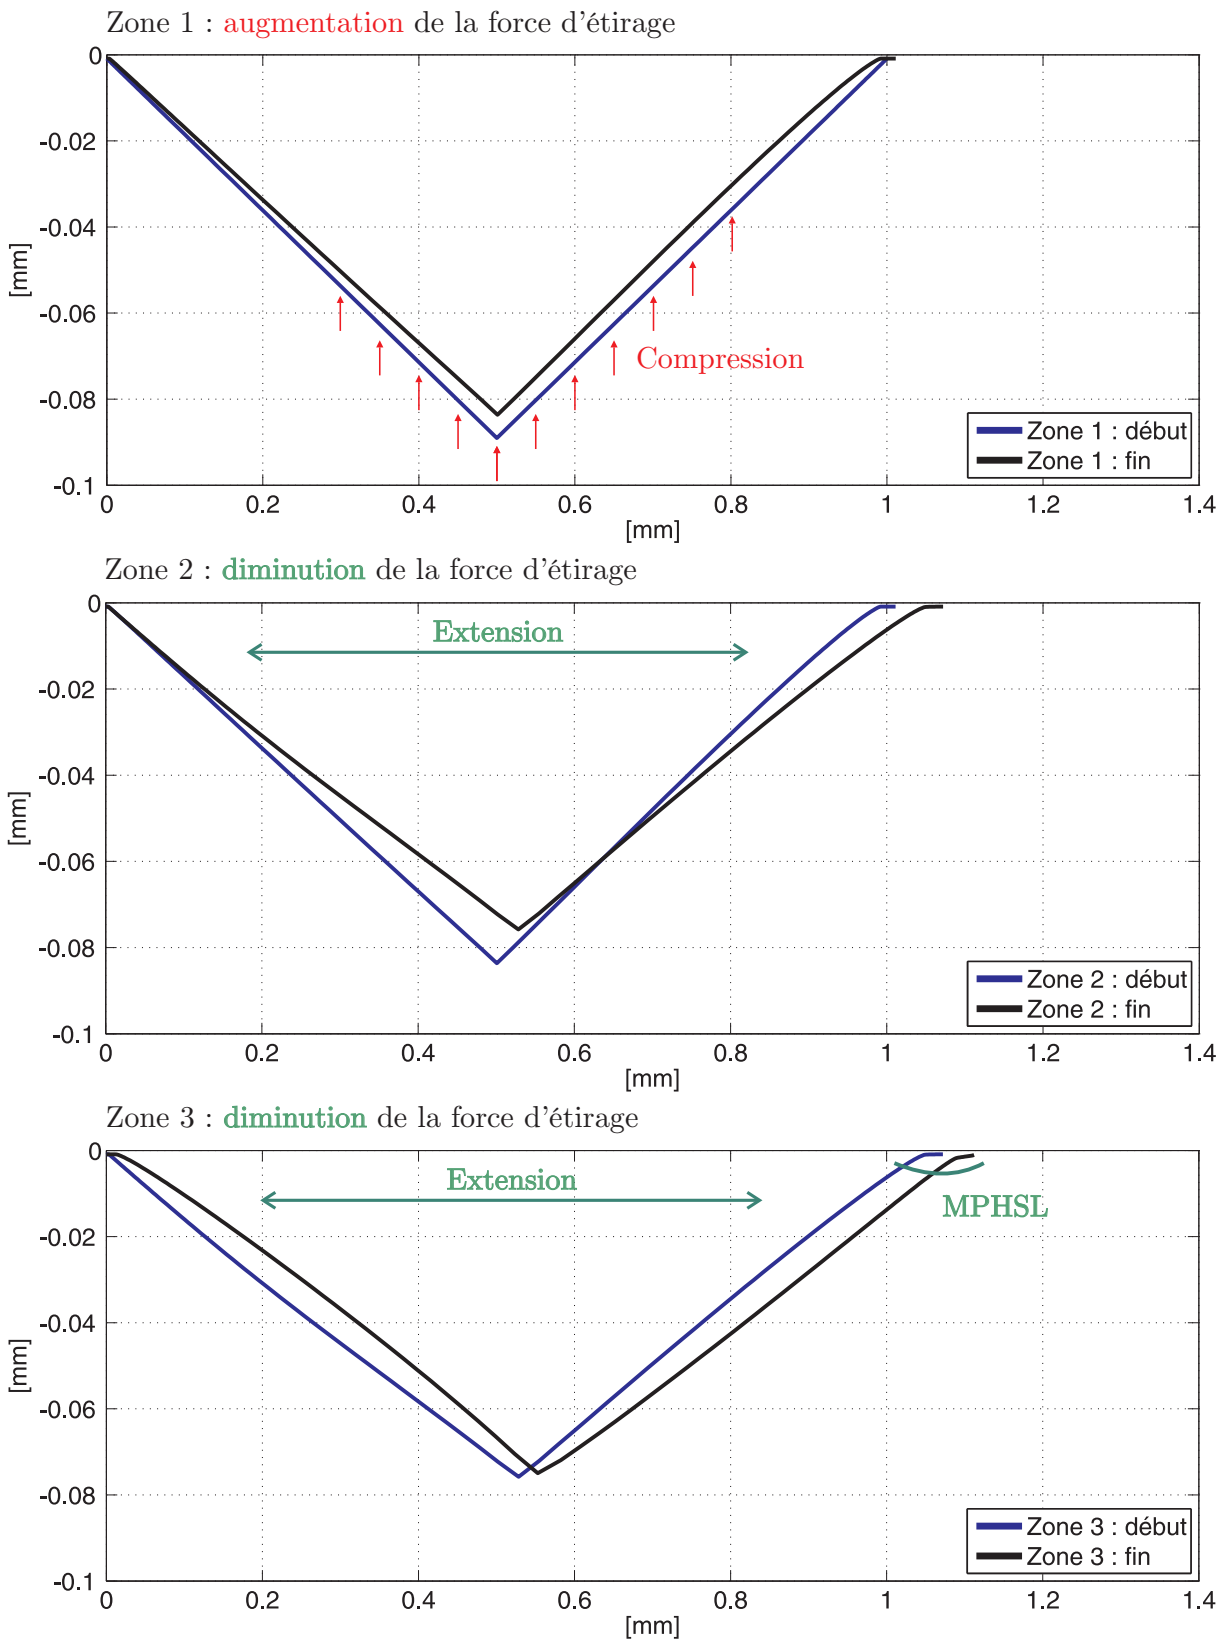 Zone 1 : augmentation de la force d'étirage
0
-0.02
-0.04
-0.06
-0.08
-0.1
[mm]
Compression
Zone 1 : début
Zone 1 : fin
0 0.2 0.4 0.6 0.8 1 1.2 1.4
[mm]
Zone 2 : diminution de la force d'étirage
0
-0.02
-0.04
-0.06
-0.08
-0.1
[mm]
Extension
Zone 2 : début
Zone 2 : fin
0 0.2 0.4 0.6 0.8 1 1.2 1.4
[mm]
Zone 3 : diminution de la force d'étirage
0
-0.02
-0.04
-0.06
-0.08
-0.1
[mm]
Extension
MPHSL
Zone 3 : début
Zone 3 : fin
0 0.2 0.4 0.6 0.8 1 1.2 1.4
[mm]